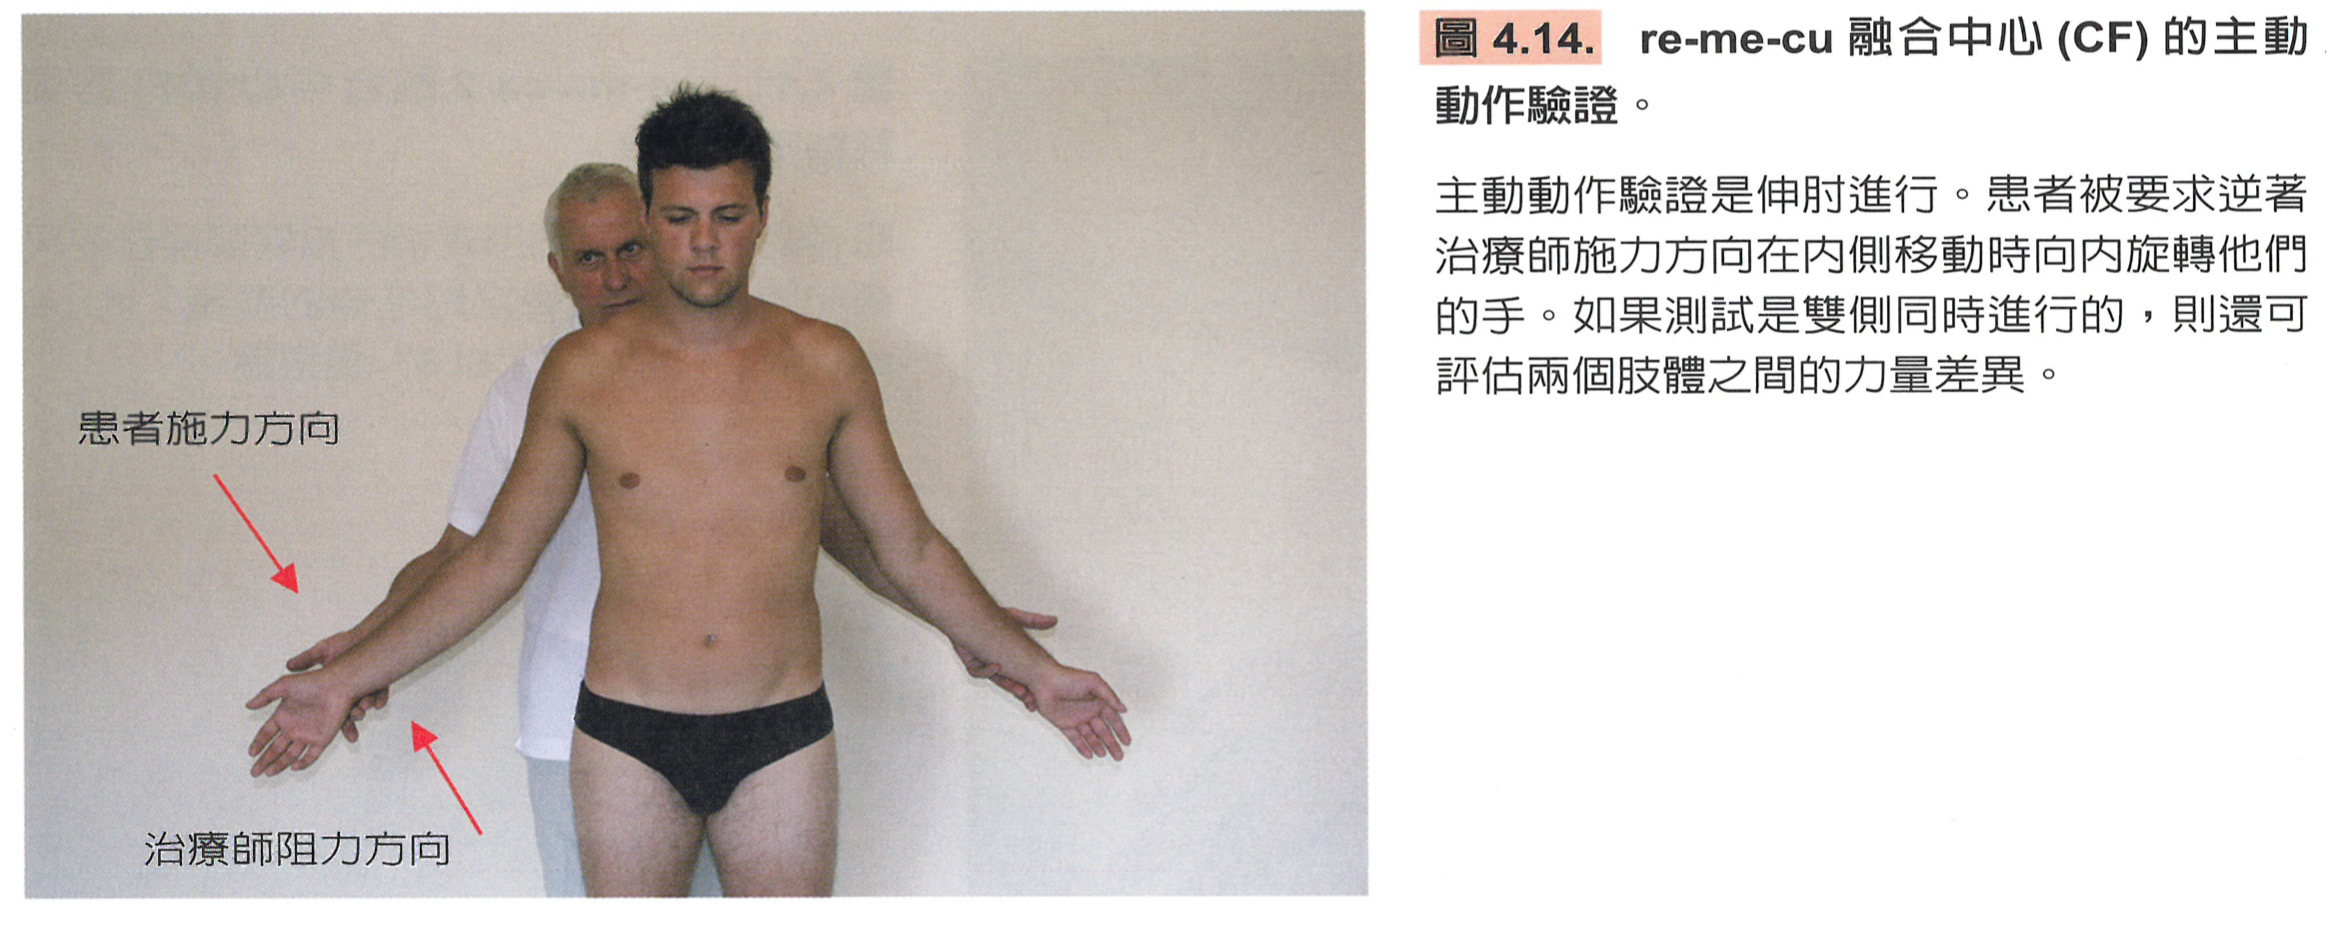 圖 4.14. re-me-cu 融合中心 (CF) 的主動
動作驗證。
主動動作驗證是伸肘進行。患者被要求逆著
治療師施力方向在內側移動時向內旋轉他們
的手。如果測試是雙側同時進行的，則還可
評估兩個肢體之間的力量差異。
患者施力方向
治療師阻力方向